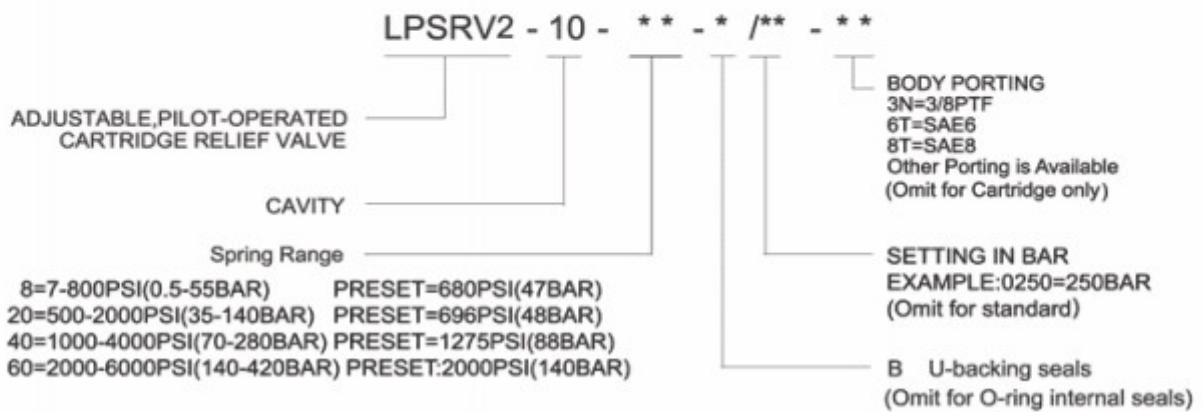 LPSRV2 - 10 - * * - * /** - * *
ADJUSTABLE,PILOT-OPERATED
CARTRIDGE RELIEF VALVE
CAVITY
Spring Range
8=7-800PSI(0.5-55BAR) PRESET=680PSI(47BAR)
20=500-2000PSI(35-140BAR) PRESET=696PSI(48BAR)
40=1000-4000PSI(70-280BAR) PRESET=1275PSI(88BAR)
60=2000-6000PSI(140-420BAR) PRESET:2000PSI(140BAR)
BODY PORTING
3N=3/8PTF
6T=SAE6
8T=SAE8
Other Porting is Available
(Omit for Cartridge only)
SETTING IN BAR
EXAMPLE:0250=250BAR
(Omit for standard)
B U-backing seals
(Omit for O-ring internal seals)